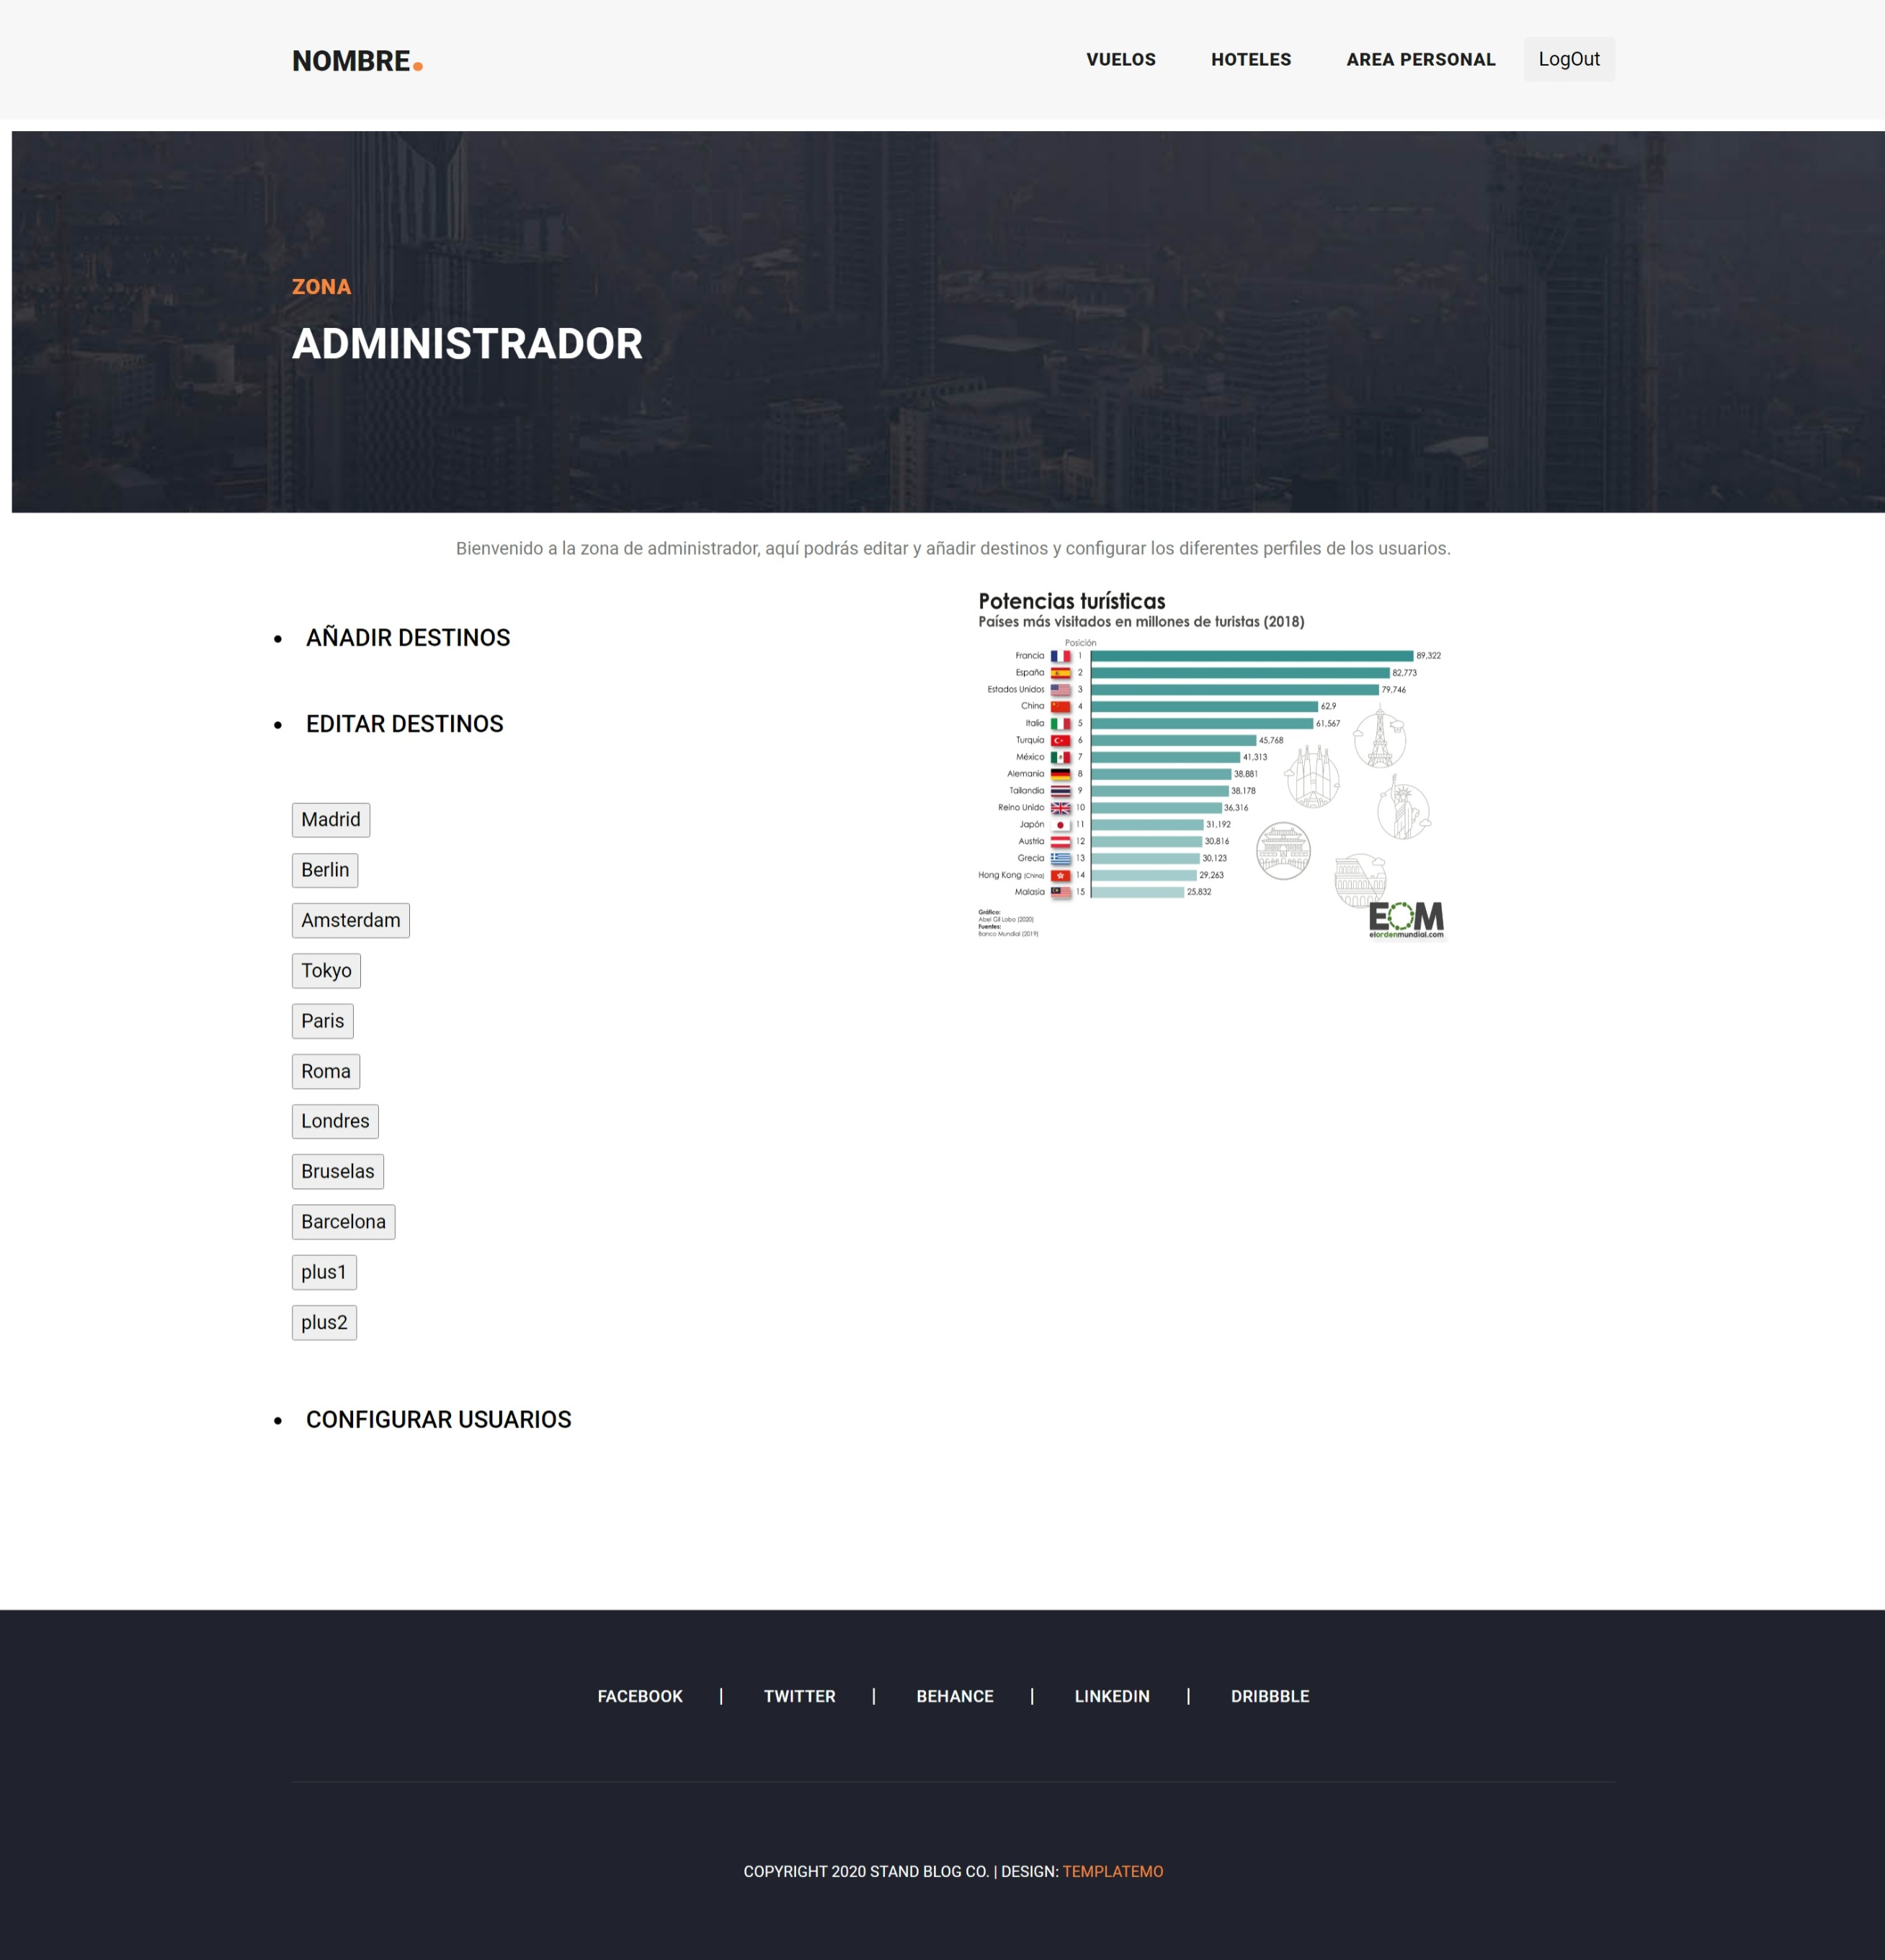 NOMBRE.
VUELOS HOTELES AREA PERSONAL LogOut
ZONA
ADMINISTRADOR
Bienvenido a la zona de administrador, aquí podrás editar y añadir destinos y configurar los diferentes perfiles de los usuarios.
AÑADIR DESTINOS
EDITAR DESTINOS
Madrid
Berlin
Amsterdam
Tokyo
Paris
Roma
Londres
Bruselas
Barcelona
plus1
plus2
CONFIGURAR USUARIOS
Potencias turísticas
Países más visitados en millones de turistas (2018)
Posición
Francia 1 89,322
España 2 82,773
Estados Unidos 3 79,746
China 4 62,9
Italia 5 61,567
Turquía 6 45,768
México 7 41,313
Alemania 8 38,881
Tailandia 9 38,178
Reino Unido 10 36,316
Japón 11 31,192
Austria 12 30,816
Grecia 13 30,123
Hong Kong (China) 14 29,263
Malasia 15 25,832
Gráfico:
Abel Gil Lobo (2020)
Fuentes:
Banco Mundial (2019)
EOM
elordenmundial.com
FACEBOOK | TWITTER | BEHANCE | LINKEDIN | DRIBBBLE
COPYRIGHT 2020 STAND BLOG CO. | DESIGN: TEMPLATEMO